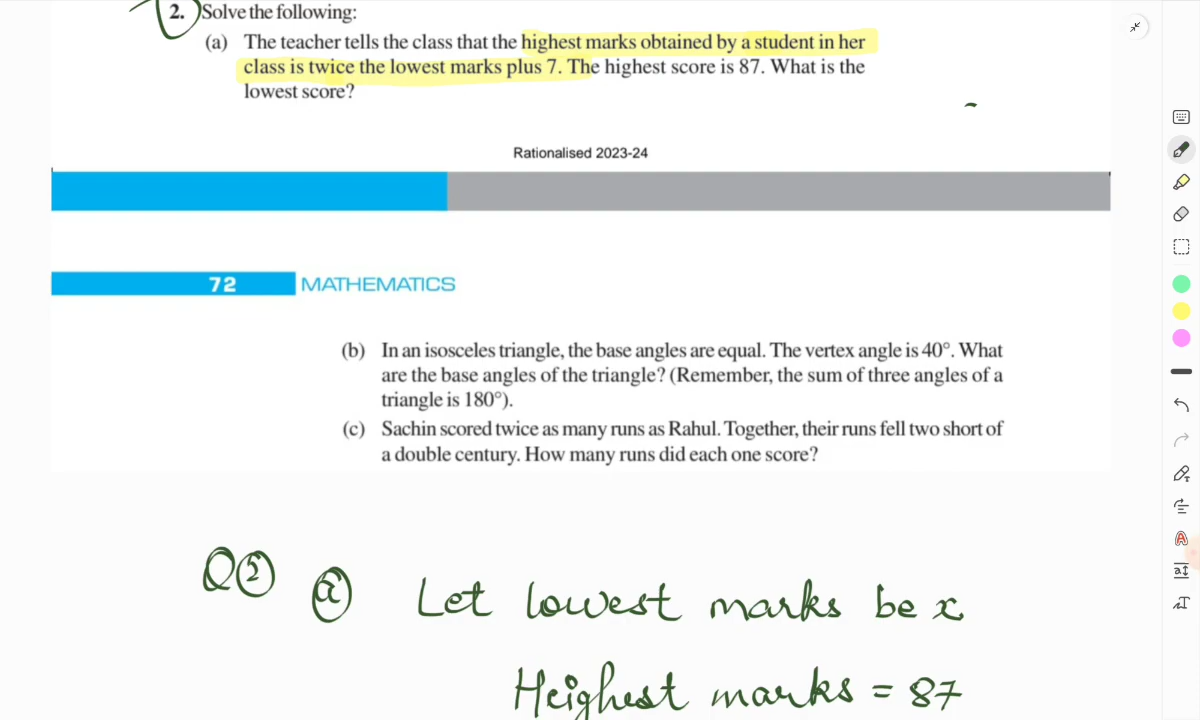 2. Solve the following:
(a) The teacher tells the class that the highest marks obtained by a student in her
class is twice the lowest marks plus 7. The highest score is 87. What is the
lowest score?
Rationalised 2023-24
72 MATHEMATICS
(b) In an isosceles triangle, the base angles are equal. The vertex angle is 40°. What
are the base angles of the triangle? (Remember, the sum of three angles of a
triangle is 180°).
(c) Sachin scored twice as many runs as Rahul. Together, their runs fell two short of
a double century. How many runs did each one score?
Q2 a Let lowest marks be x
Heighest marks = 87